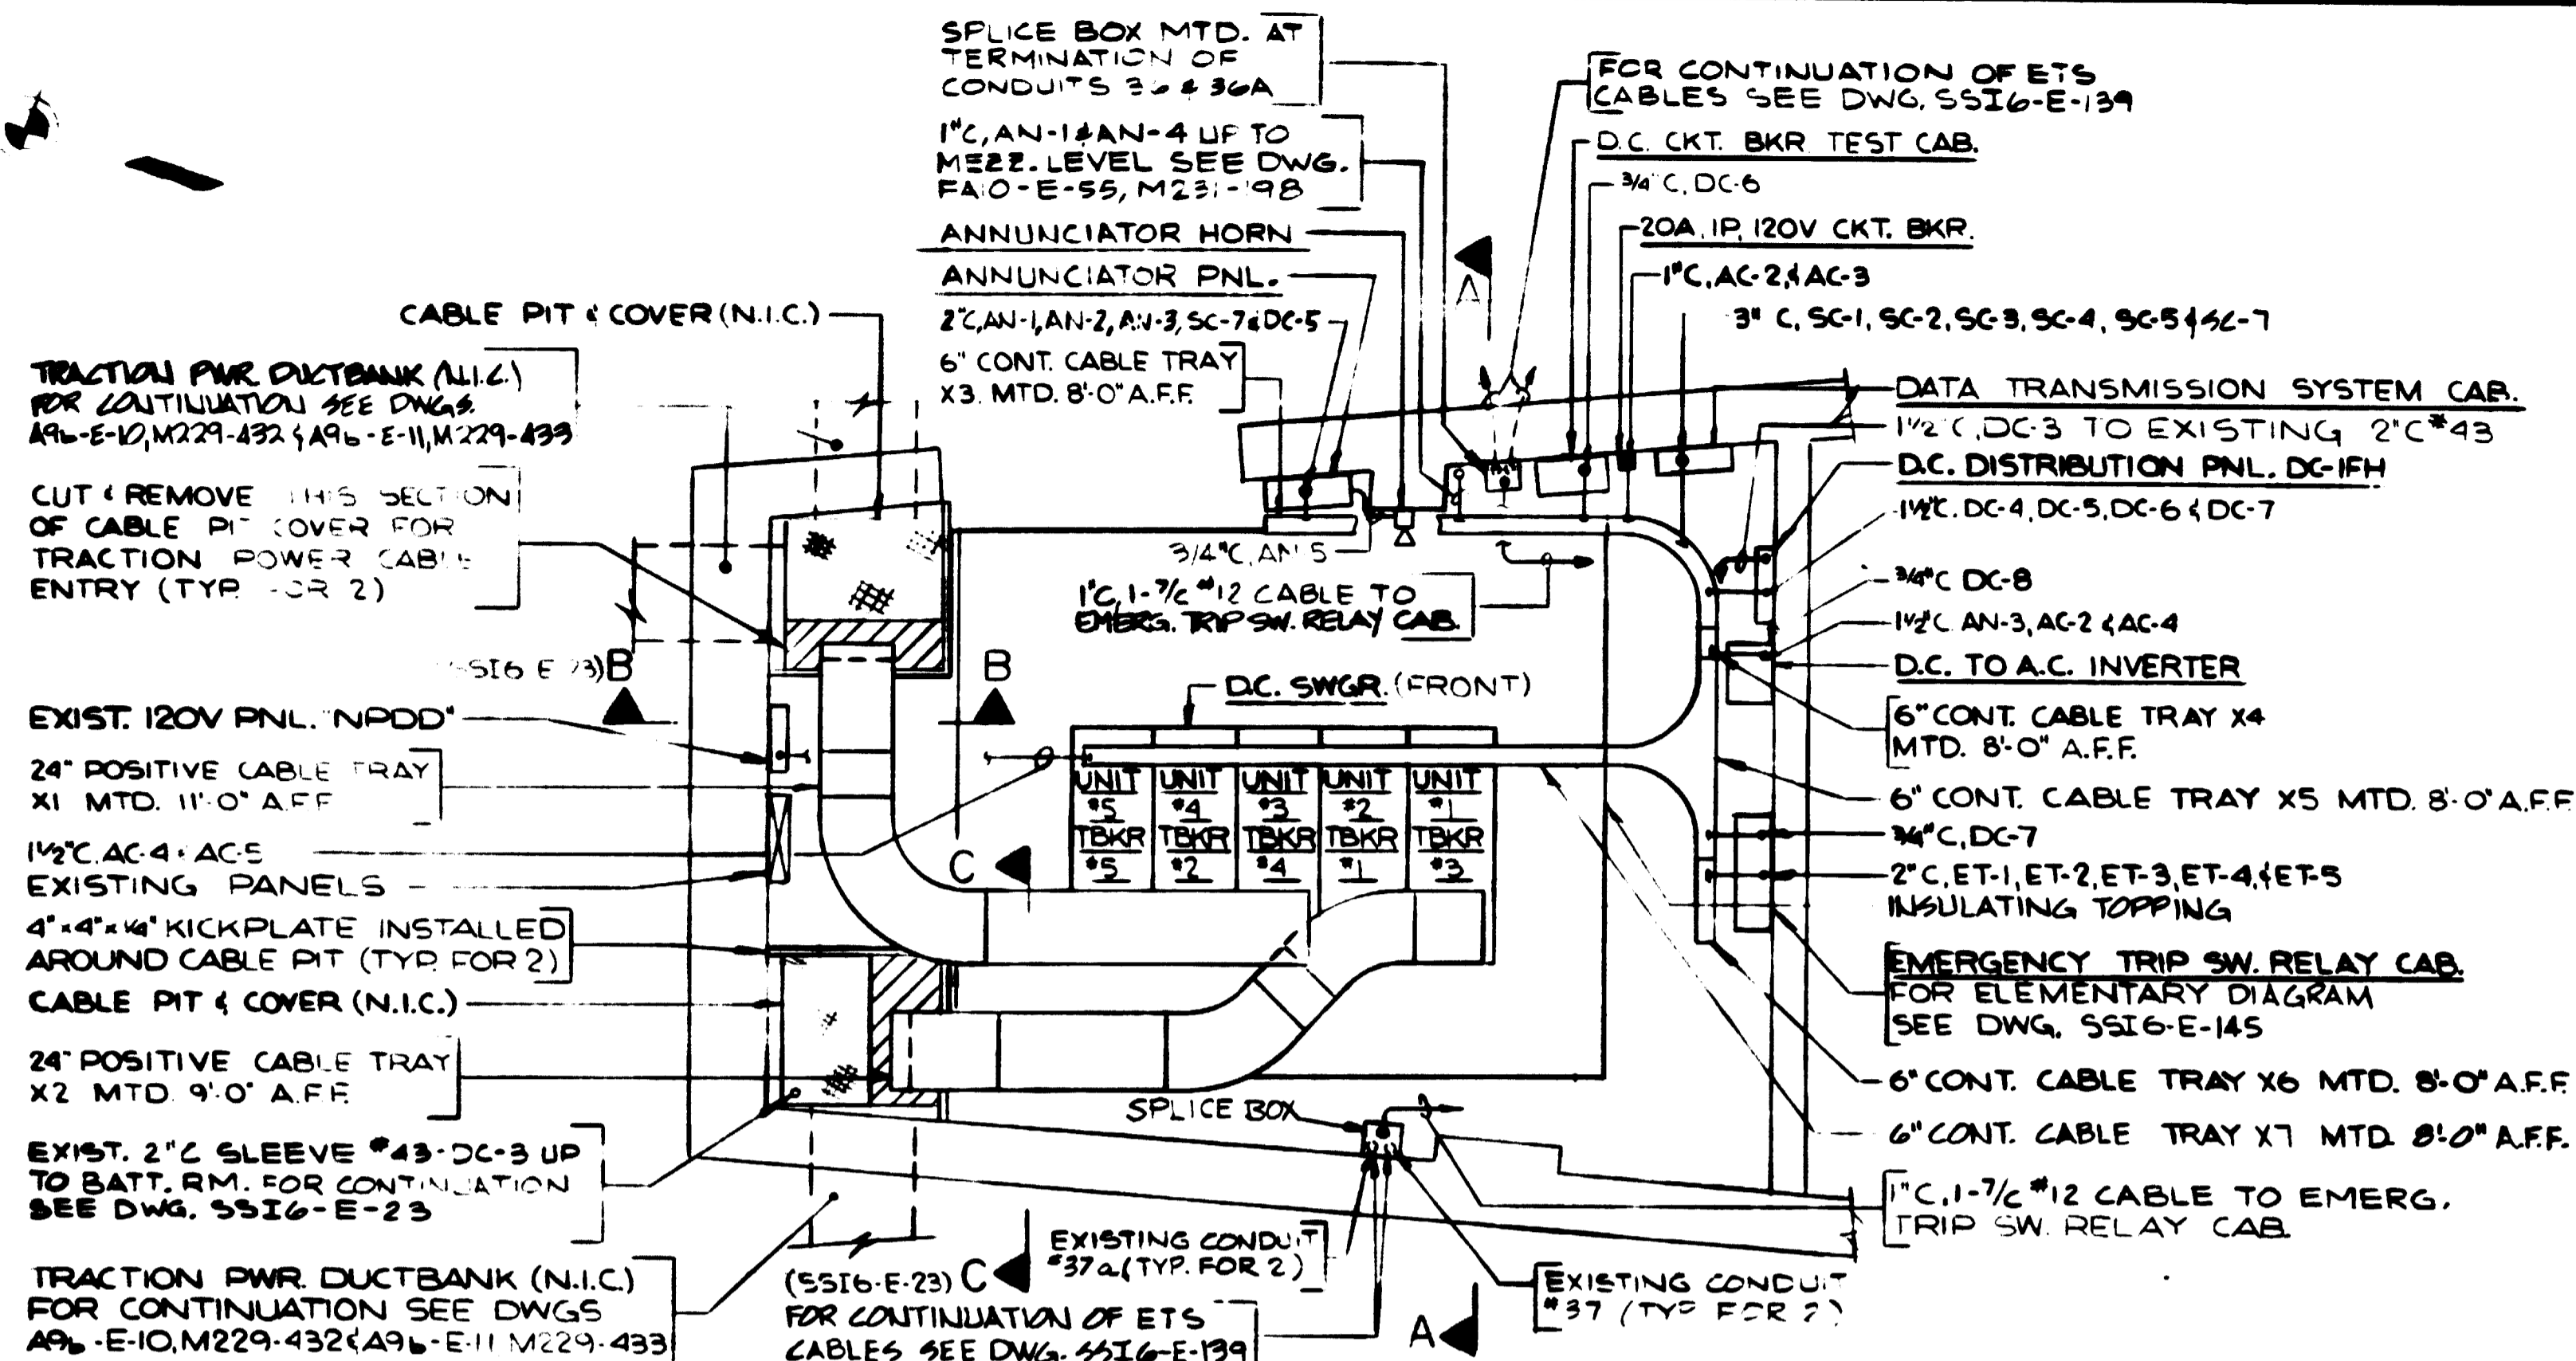 SPLICE BOX MTD. AT
TERMINATION OF
CONDUITS 36 & 36A
1"C, AN-1 & AN-4 UP TO
MEZZ. LEVEL SEE DWG.
FA10-E-55, M231-198
ANNUNCIATOR HORN
ANNUNCIATOR PNL.
2"C, AN-1, AN-2, AN-3, SC-7 & DC-5
6" CONT. CABLE TRAY
X3. MTD. 8'-0" A.F.F.
FOR CONTINUATION OF ETS
CABLES SEE DWG. SSI6-E-139
D.C. CKT. BKR TEST CAB.
3/4" C, DC-6
20A, 1P, 120V CKT. BKR.
1"C, AC-2, & AC-3
3" C, SC-1, SC-2, SC-3, SC-4, SC-5 & SC-7
A
CABLE PIT & COVER (N.I.C.)
TRACTION PWR. DUCTBANK (N.I.C.)
FOR CONTINUATION SEE DWGS.
A9b-E-10, M229-432 & A9b-E-11, M229-433
CUT & REMOVE THIS SECTION
OF CABLE PIT COVER FOR
TRACTION POWER CABLE
ENTRY (TYP. FOR 2)
(SSI6-E-23) B
B
EXIST. 120V PNL. "NPDD"
24" POSITIVE CABLE TRAY
X1 MTD. 11'-0" A.F.F.
1 1/2"C, AC-4 & AC-5
EXISTING PANELS
4"x4"x1/4" KICKPLATE INSTALLED
AROUND CABLE PIT (TYP. FOR 2)
CABLE PIT & COVER (N.I.C.)
24" POSITIVE CABLE TRAY
X2 MTD. 9'-0" A.F.F.
EXIST. 2"C SLEEVE #43-DC-3 UP
TO BATT. RM. FOR CONTINUATION
SEE DWG. SSI6-E-23
TRACTION PWR. DUCTBANK (N.I.C.)
FOR CONTINUATION SEE DWGS
A9b-E-10, M229-432 & A9b-E-11, M229-433
3/4"C, AN-5
1"C, 1-7/C #12 CABLE TO
EMERG. TRIP SW. RELAY CAB.
D.C. SWGR. (FRONT)
UNIT #5 TBKR #5
UNIT #4 TBKR #2
UNIT #3 TBKR #4
UNIT #2 TBKR #1
UNIT #1 TBKR #3
C
SPLICE BOX
EXISTING CONDUIT
#37a (TYP. FOR 2)
(SSI6-E-23) C
FOR CONTINUATION OF ETS
CABLES SEE DWG. SSI6-E-139
A
EXISTING CONDUIT
#37 (TYP FOR 2)
DATA TRANSMISSION SYSTEM CAB.
1 1/2"C, DC-3 TO EXISTING 2"C #43
D.C. DISTRIBUTION PNL. DC-1FH
1 1/2"C. DC-4, DC-5, DC-6 & DC-7
3/4"C DC-8
1 1/2"C. AN-3, AC-2 & AC-4
D.C. TO A.C. INVERTER
6" CONT. CABLE TRAY X4
MTD. 8'-0" A.F.F.
6" CONT. CABLE TRAY X5 MTD. 8'-0" A.F.F.
3/4"C, DC-7
2"C, ET-1, ET-2, ET-3, ET-4, & ET-5
INSULATING TOPPING
EMERGENCY TRIP SW. RELAY CAB.
FOR ELEMENTARY DIAGRAM
SEE DWG. SSI6-E-145
6" CONT. CABLE TRAY X6 MTD. 8'-0" A.F.F.
6" CONT. CABLE TRAY X7 MTD. 8'-0" A.F.F.
1"C, 1-7/C #12 CABLE TO EMERG.
TRIP SW. RELAY CAB.